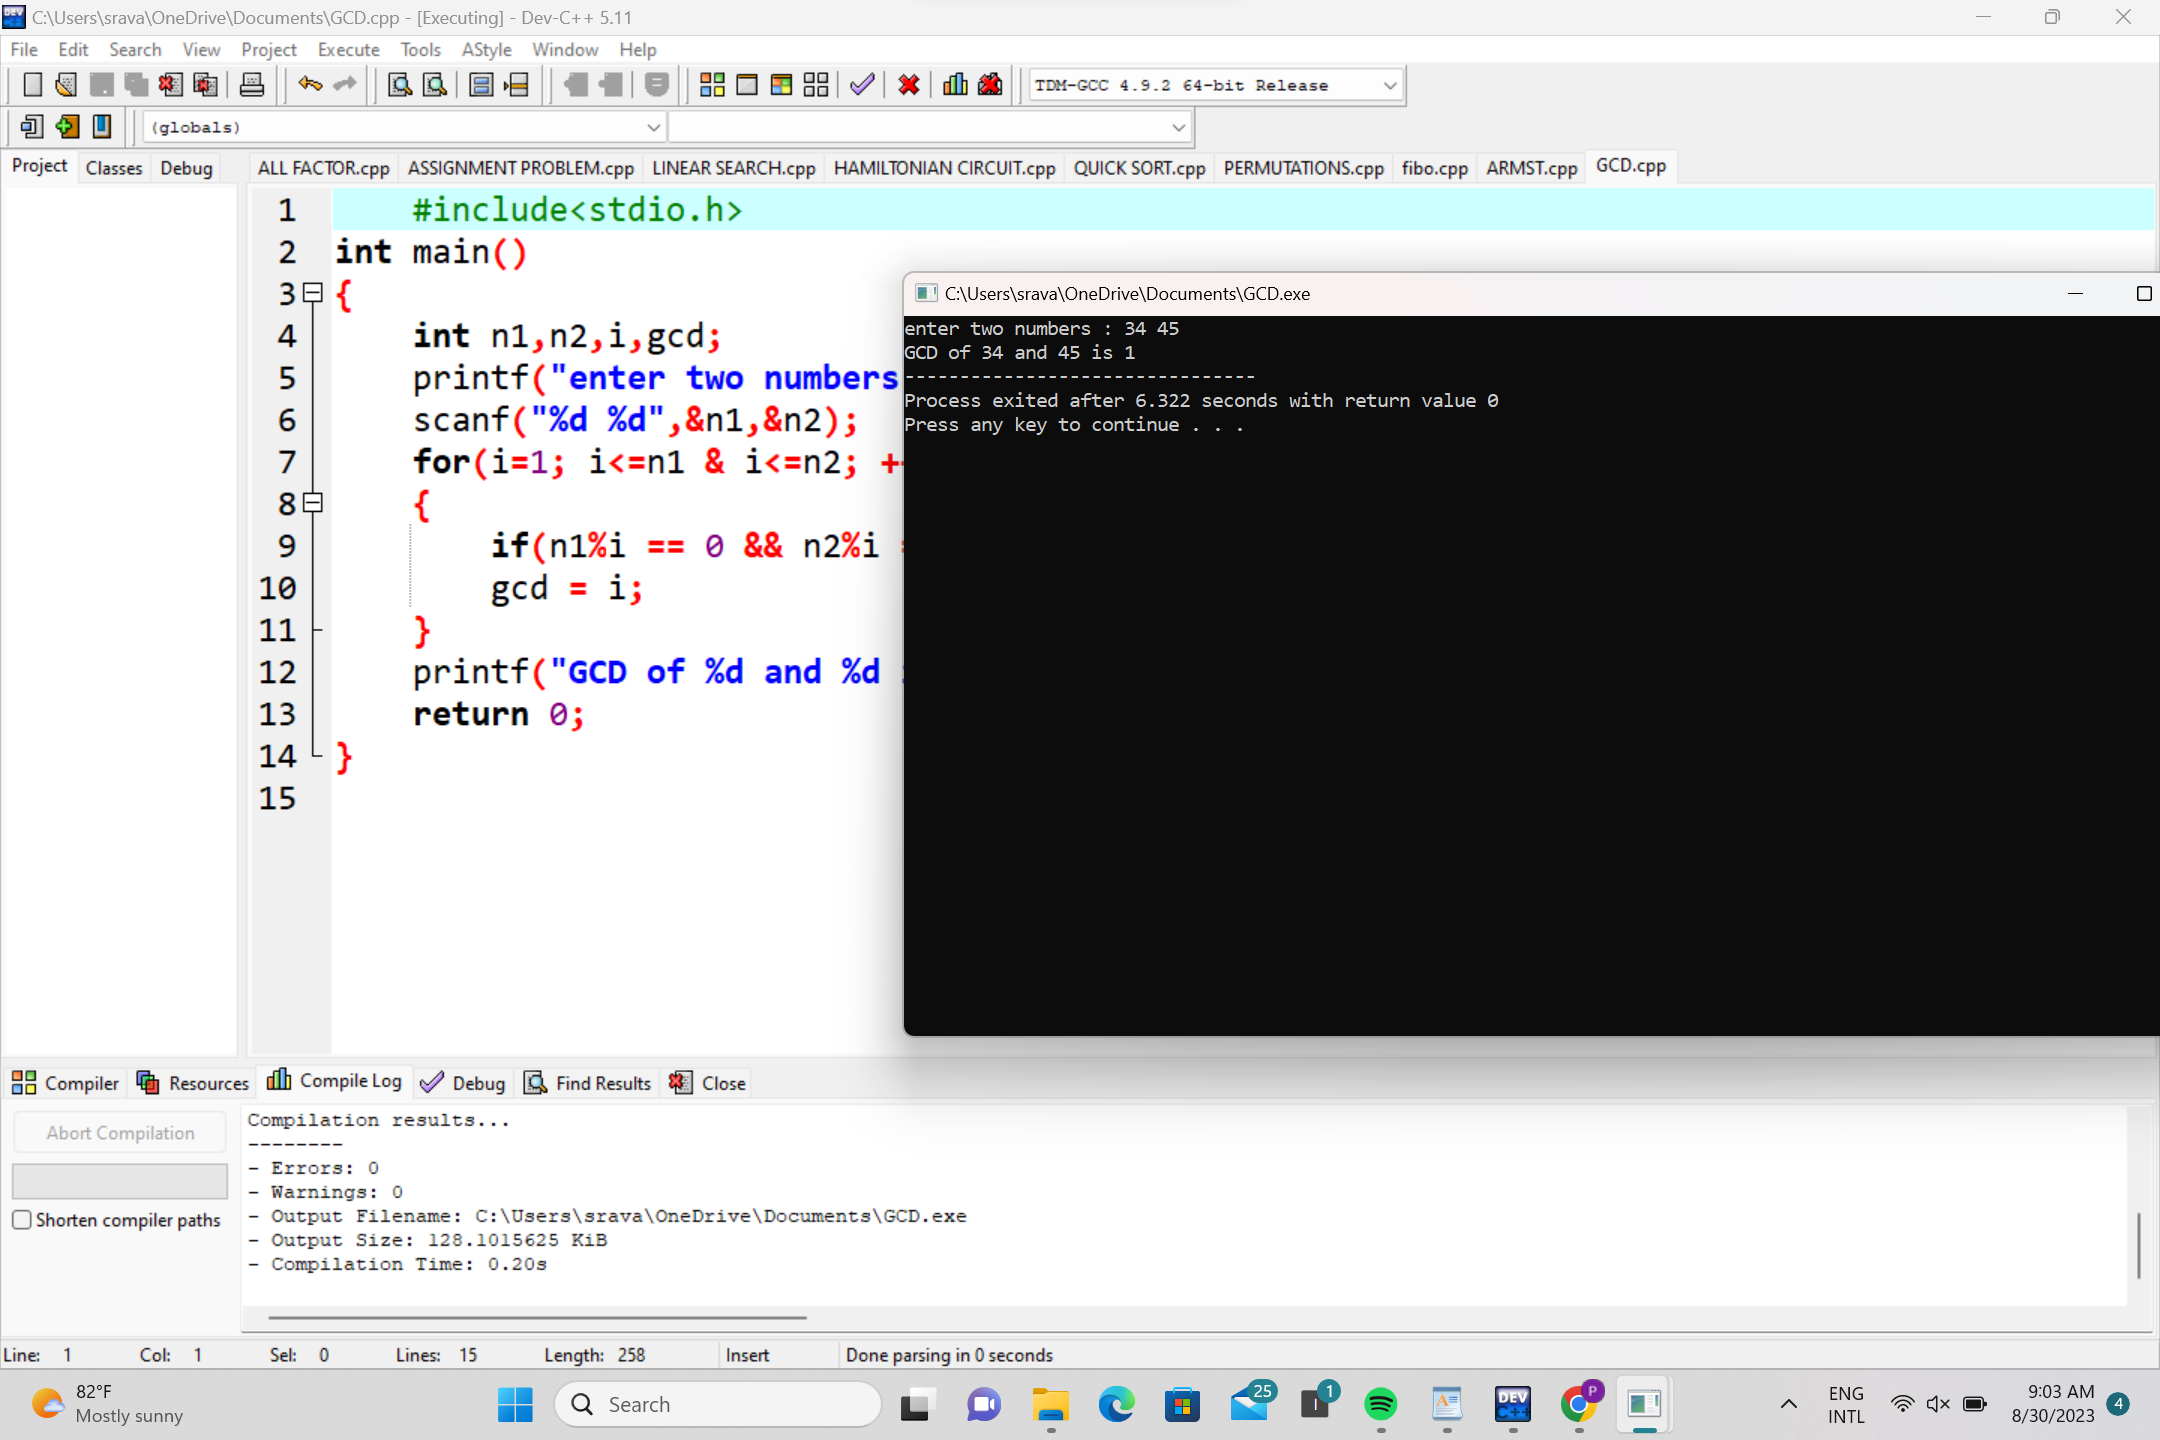 C:\Users\srava\OneDrive\Documents\GCD.cpp - [Executing] - Dev-C++ 5.11
File Edit Search View Project Execute Tools AStyle Window Help
TDM-GCC 4.9.2 64-bit Release
(globals)
Project Classes Debug
ALL FACTOR.cpp ASSIGNMENT PROBLEM.cpp LINEAR SEARCH.cpp HAMILTONIAN CIRCUIT.cpp QUICK SORT.cpp PERMUTATIONS.cpp fibo.cpp ARMST.cpp GCD.cpp
1 #include<stdio.h>
2 int main()
3 {
4 int n1,n2,i,gcd;
5 printf("enter two numbers
6 scanf("%d %d",&n1,&n2);
7 for(i=1; i<=n1 & i<=n2; +
8 {
9 if(n1%i == 0 && n2%i
10 gcd = i;
11 }
12 printf("GCD of %d and %d
13 return 0;
14 }
15
C:\Users\srava\OneDrive\Documents\GCD.exe
enter two numbers : 34 45
GCD of 34 and 45 is 1
--------------------------------
Process exited after 6.322 seconds with return value 0
Press any key to continue . . .
Compiler Resources Compile Log Debug Find Results Close
Abort Compilation
Shorten compiler paths
Compilation results...
--------
- Errors: 0
- Warnings: 0
- Output Filename: C:\Users\srava\OneDrive\Documents\GCD.exe
- Output Size: 128.1015625 KiB
- Compilation Time: 0.20s
Line: 1 Col: 1 Sel: 0 Lines: 15 Length: 258 Insert Done parsing in 0 seconds
82°F
Mostly sunny
Search
25
1
DEV C++
P
ENG
INTL
9:03 AM
8/30/2023
4